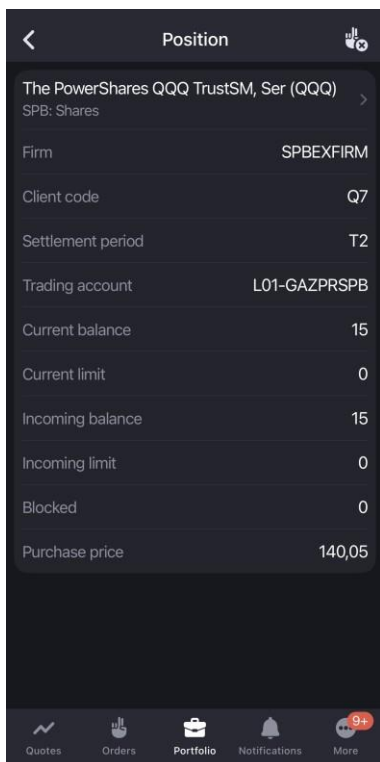 Position
The PowerShares QQQ TrustSM, Ser (QQQ)
SPB: Shares
Firm SPBEXFIRM
Client code Q7
Settlement period T2
Trading account L01-GAZPRSPB
Current balance 15
Current limit 0
Incoming balance 15
Incoming limit 0
Blocked 0
Purchase price 140,05
9+
Quotes Orders Portfolio Notifications More